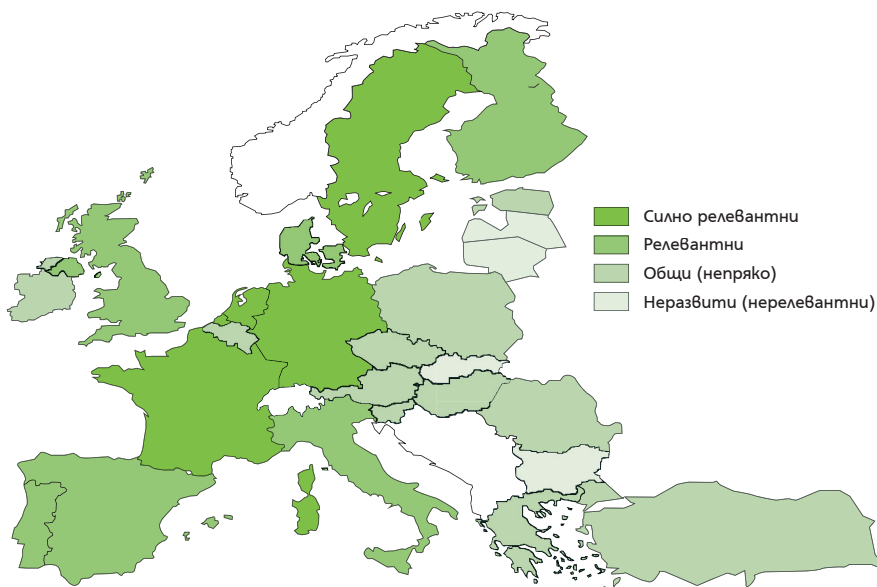 Силно релевантни
Релевантни
Общи (непряко)
Неразвити (нерелевантни)